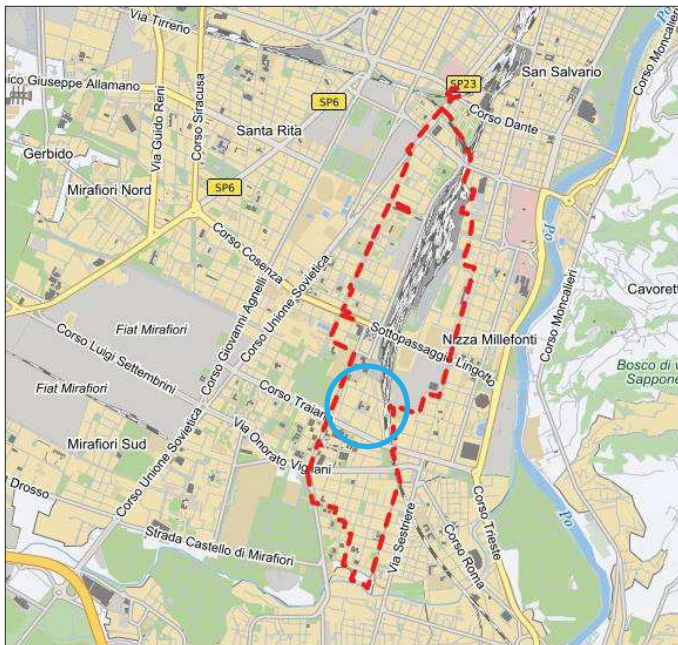 Via Tirreno
Corso Moncalieri
San Salvario
SP23
nico Giuseppe Allamano
Via Guido Reni
Corso Siracusa
SP6
Corso Dante
Santa Rita
Gerbido
Mirafiori Nord
SP6
Po
Corso Cosenza
Corso Unione Sovietica
Corso Giovanni Agnelli
Corso Moncalieri
Cavorett
Fiat Mirafiori
Sottopassaggio Lingotto
Nizza Millefonti
Corso Luigi Settembrini
Bosco di v
Sappone
Fiat Mirafiori
Corso Traian
Mirafiori Sud
Via Onorato Vigliani
Corso Unione Sovietica
Drosso
Strada Castello di Mirafiori
Via Sestriere
Corso Roma
Corso Trieste
Po